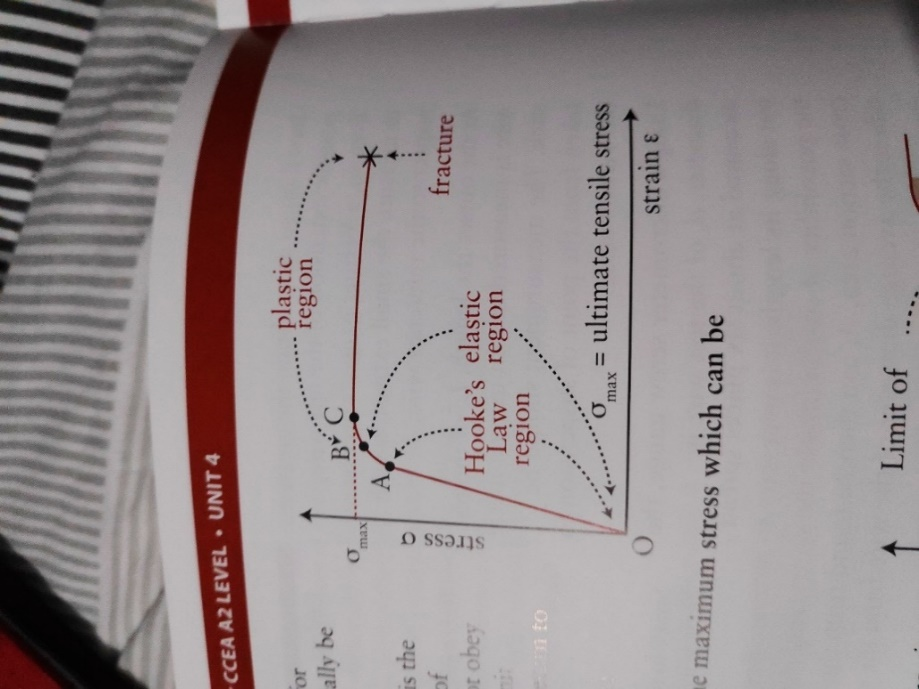 CCEA A2 LEVEL • UNIT 4
plastic
region
B
C
A
σmax
stress σ
Hooke's
Law
region
elastic
region
fracture
σmax = ultimate tensile stress
O
strain ε
or
ally be
is the
of
t obey
to
maximum stress which can be
Limit of